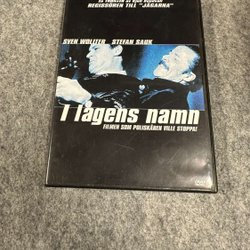 REGISSÖREN TILL "JÄGARNA"
SVEN WOLLTER STEFAN SAUK
I lagens namn
FILMEN SOM POLISKÅREN VILLE STOPPA!